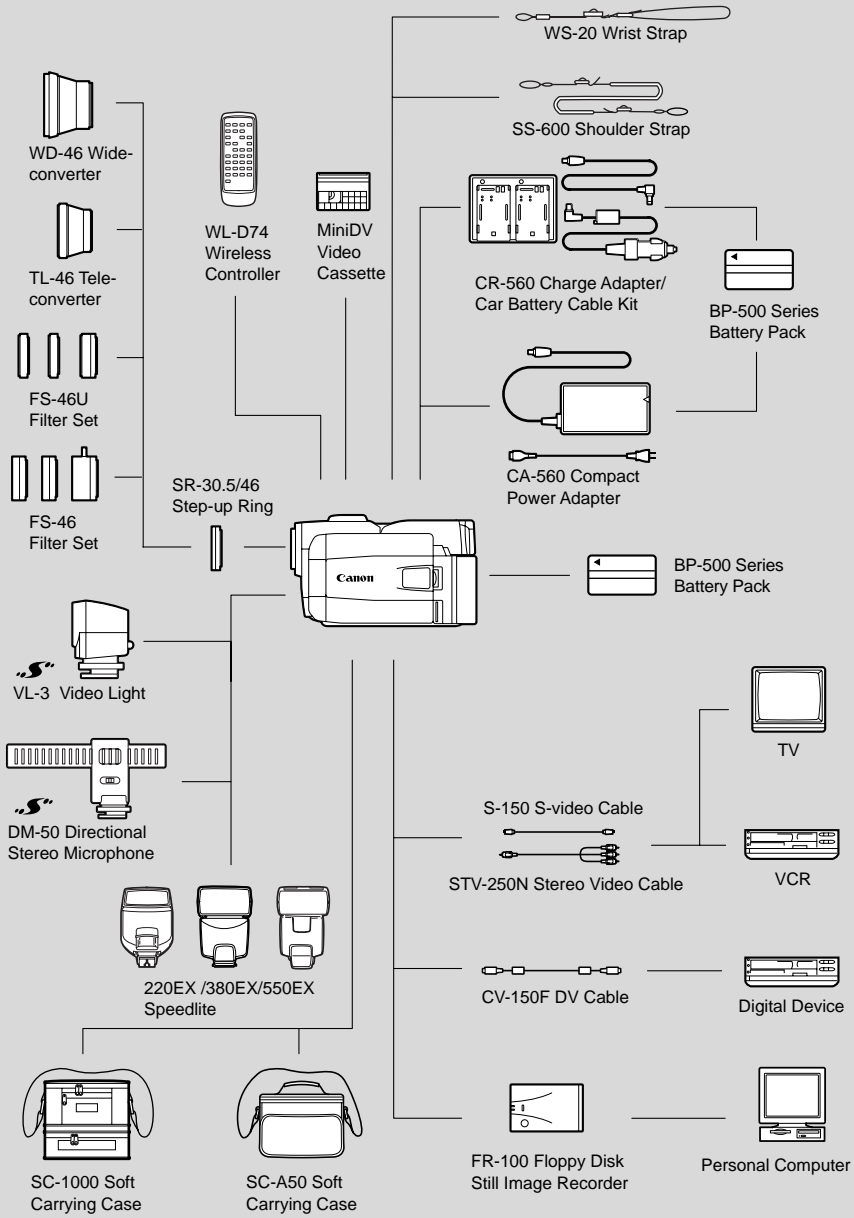 WS-20 Wrist Strap
SS-600 Shoulder Strap
WD-46 Wide-
converter
WL-D74
Wireless
Controller
MiniDV
Video
Cassette
TL-46 Tele-
converter
CR-560 Charge Adapter/
Car Battery Cable Kit
BP-500 Series
Battery Pack
FS-46U
Filter Set
CA-560 Compact
Power Adapter
SR-30.5/46
Step-up Ring
FS-46
Filter Set
Canon
BP-500 Series
Battery Pack
S
VL-3 Video Light
TV
S
DM-50 Directional
Stereo Microphone
S-150 S-video Cable
STV-250N Stereo Video Cable
VCR
220EX /380EX/550EX
Speedlite
CV-150F DV Cable
Digital Device
SC-1000 Soft
Carrying Case
SC-A50 Soft
Carrying Case
FR-100 Floppy Disk
Still Image Recorder
Personal Computer